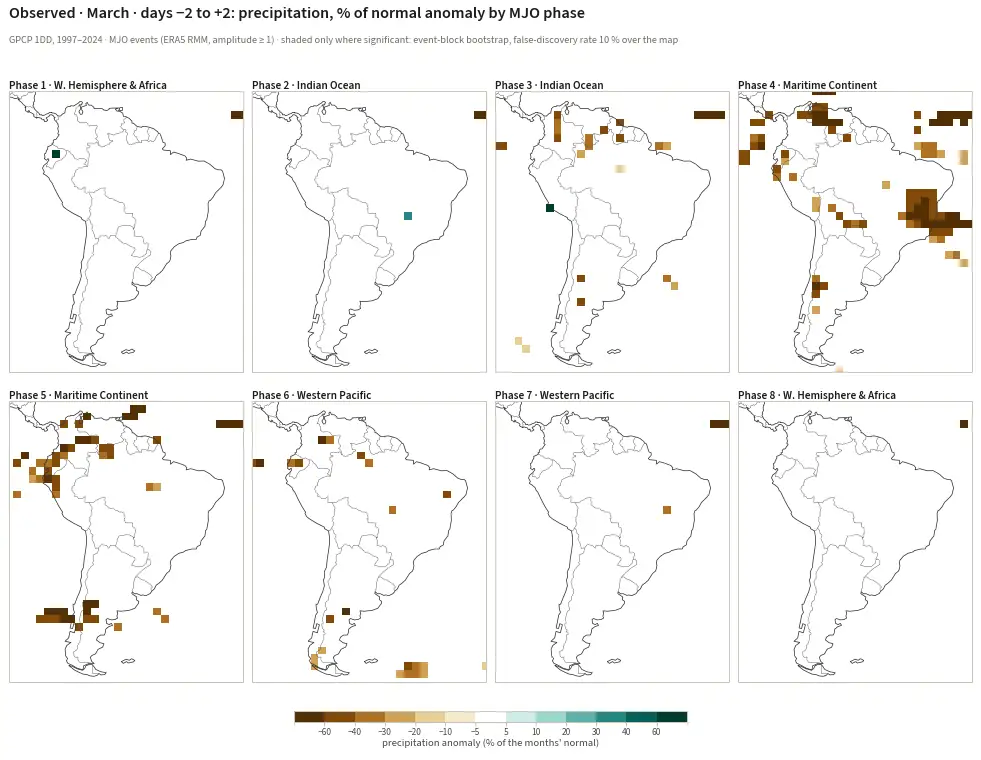 Observed · March · days −2 to +2: precipitation, % of normal anomaly by MJO phase
GPCP 1DD, 1997–2024 · MJO events (ERA5 RMM, amplitude ≥ 1) · shaded only where significant: event-block bootstrap, false-discovery rate 10 % over the map
Phase 1 · W. Hemisphere & Africa
Phase 2 · Indian Ocean
Phase 3 · Indian Ocean
Phase 4 · Maritime Continent
Phase 5 · Maritime Continent
Phase 6 · Western Pacific
Phase 7 · Western Pacific
Phase 8 · W. Hemisphere & Africa
−60 −40 −30 −20 −10 −5 5 10 20 30 40 60
precipitation anomaly (% of the months' normal)